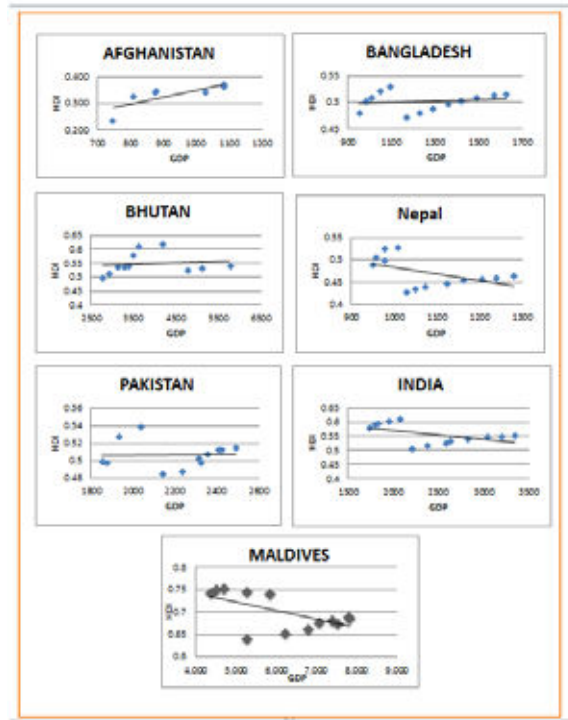 AFGHANISTAN
0.400
0.300
0.200
HDI
700 800 900 1000 1100 1200
GDP
BANGLADESH
0.55
0.5
0.45
HDI
900 1100 1300 1500 1700
GDP
BHUTAN
0.65
0.6
0.55
0.5
0.45
0.4
HDI
2500 3500 4500 5500 6500
GDP
Nepal
0.55
0.5
0.45
0.4
HDI
900 1000 1100 1200 1300
GDP
PAKISTAN
0.56
0.54
0.52
0.5
0.48
HDI
1800 2000 2200 2400 2600
GDP
INDIA
0.65
0.6
0.55
0.5
0.45
0.4
HDI
1500 2000 2500 3000 3500
GDP
MALDIVES
0.8
0.75
0.7
0.65
0.6
HDI
4.000 5.000 6.000 7.000 8.000 9.000
GDP